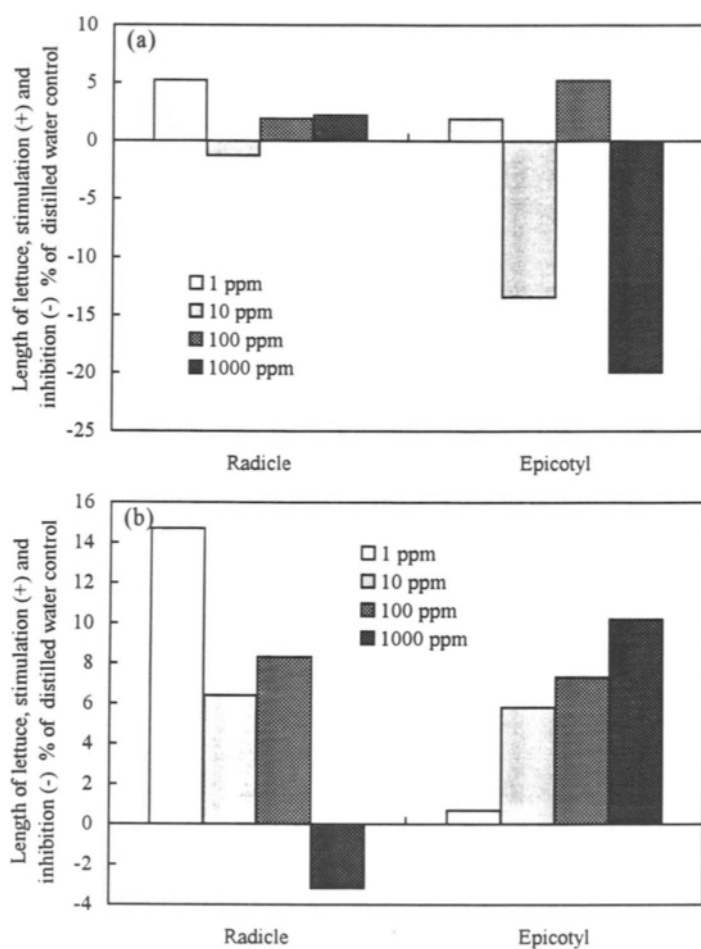 (a)
Length of lettuce, stimulation (+) and
inhibition (-) % of distilled water control
10
5
0
-5
-10
-15
-20
-25
1 ppm
10 ppm
100 ppm
1000 ppm
Radicle Epicotyl
(b)
Length of lettuce, stimulation (+) and
inhibition (-) % of distilled water control
16
14
12
10
8
6
4
2
0
-2
-4
1 ppm
10 ppm
100 ppm
1000 ppm
Radicle Epicotyl